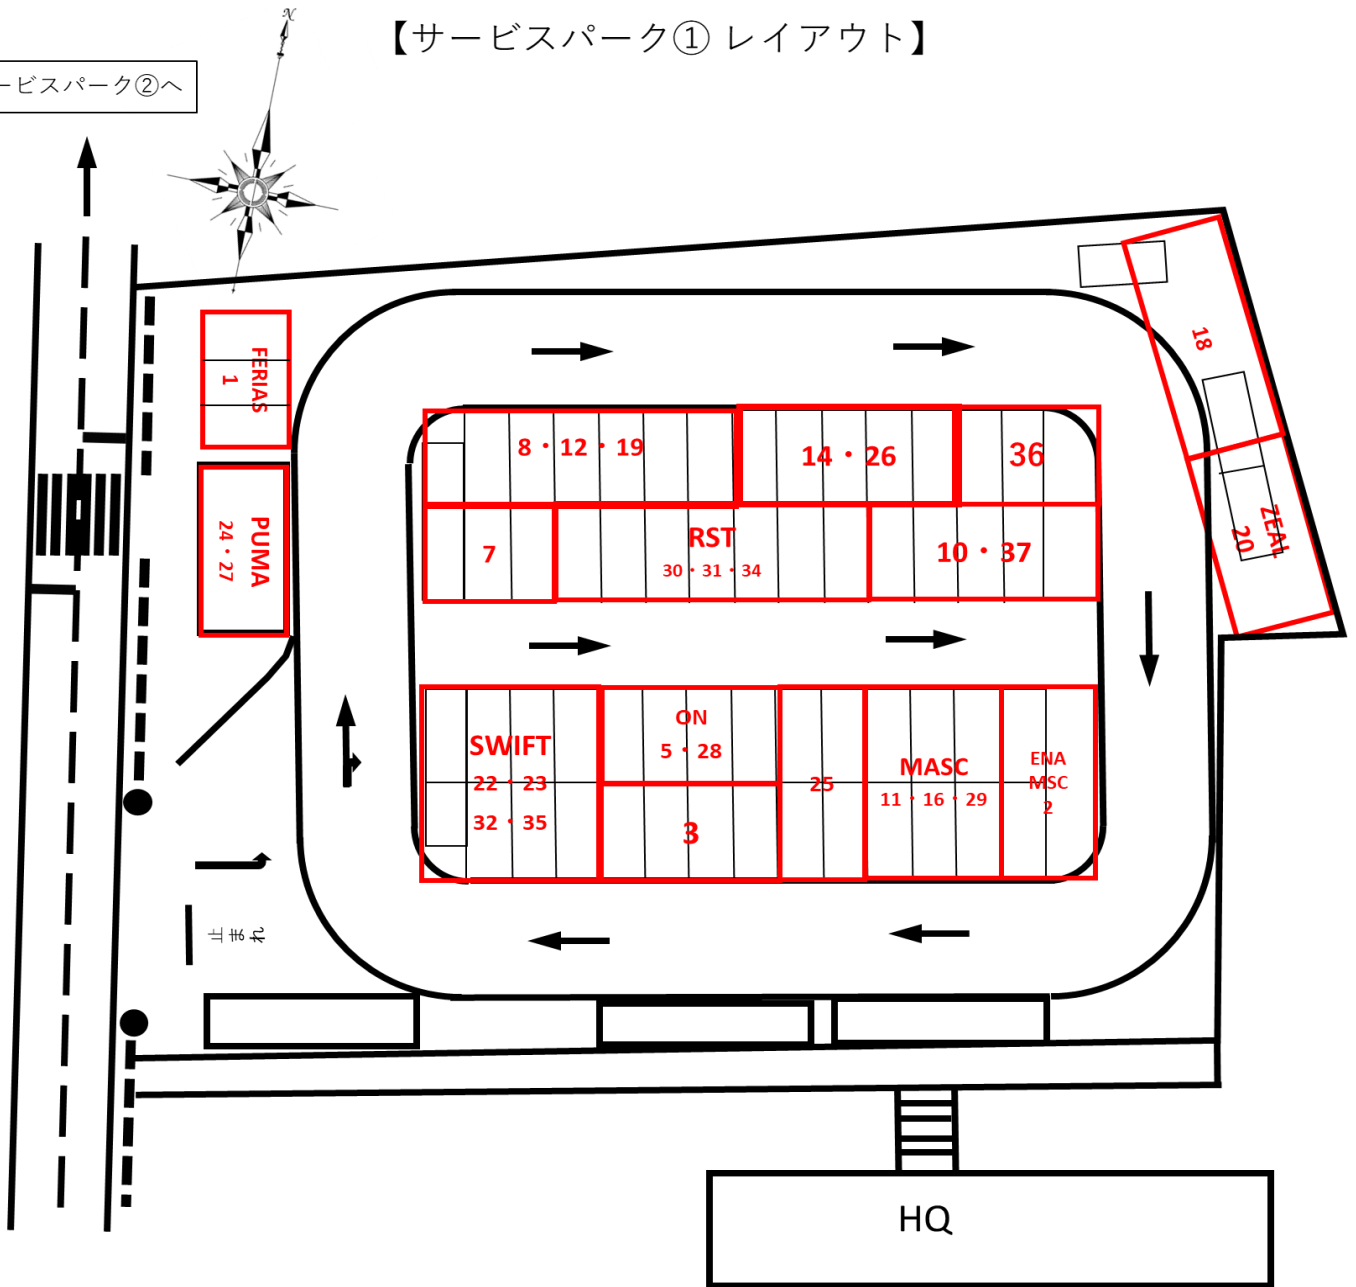 【サービスパーク① レイアウト】
N
ービスパーク②へ
FERIAS
1
PUMA
24・27
18
ZEAL
20
8・12・19
14・26
36
7
RST
30・31・34
10・37
SWIFT
22・23
32・35
ON
5・28
3
25
MASC
11・16・29
ENA
MSC
2
止まれ
HQ